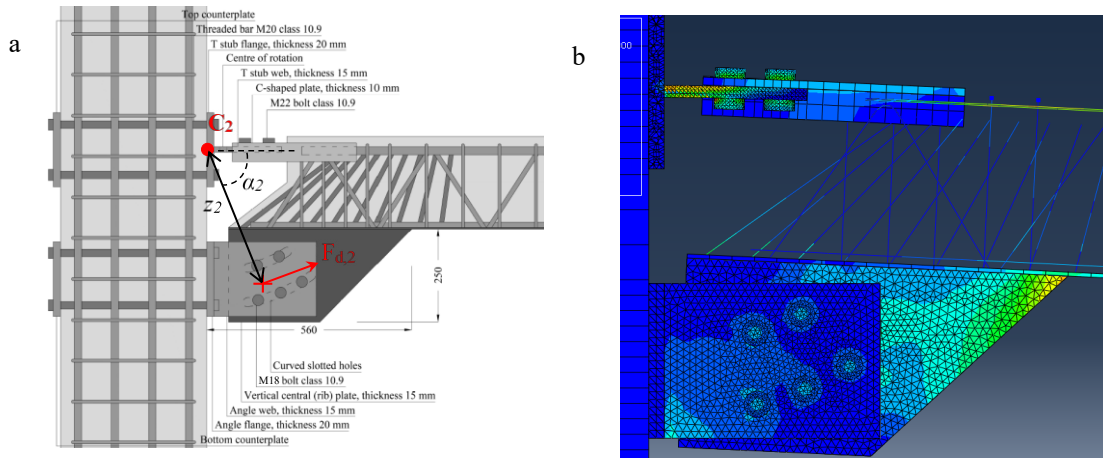 a
Top counterplate
Threaded bar M20 class 10.9
T stub flange, thickness 20 mm
Centre of rotation
T stub web, thickness 15 mm
C-shaped plate, thickness 10 mm
M22 bolt class 10.9
C₂
α₂
z₂
F_d,2
250
560
Curved slotted holes
M18 bolt class 10.9
Vertical central (rib) plate, thickness 15 mm
Angle web, thickness 15 mm
Angle flange, thickness 20 mm
Bottom counterplate
b
00